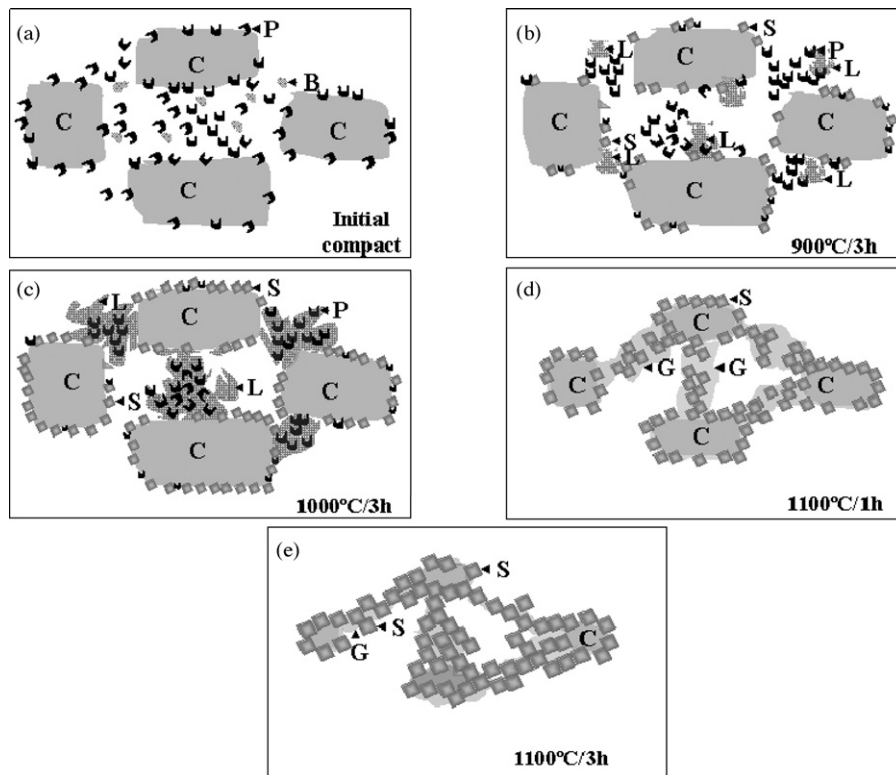 (a)
P
C
B
C
C
C
Initial
compact
(b)
S
L
P
L
C
C
C
S
L
L
C
L
900ºC/3h
(c)
L
S
P
C
C
L
C
S
C
1000ºC/3h
(d)
S
C
G
G
C
C
C
1100ºC/1h
(e)
S
S
G
C
1100ºC/3h